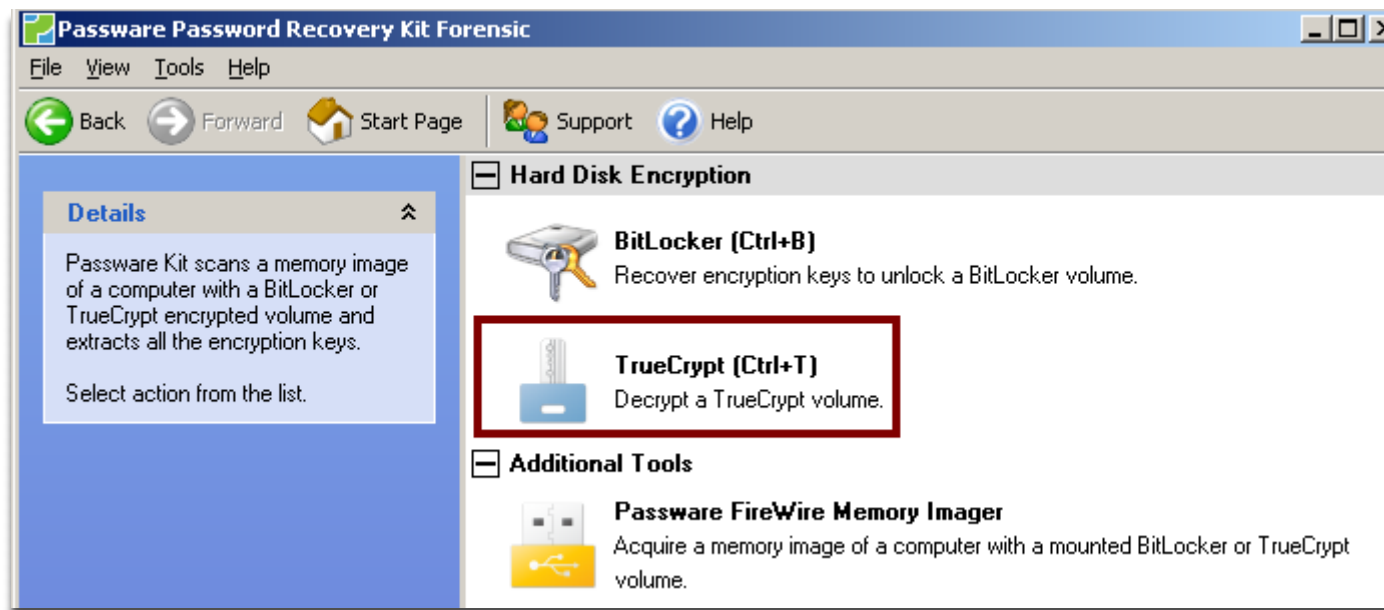 Passware Password Recovery Kit Forensic
File View Tools Help
Back Forward Start Page Support Help
Details
Passware Kit scans a memory image
of a computer with a BitLocker or
TrueCrypt encrypted volume and
extracts all the encryption keys.
Select action from the list.
Hard Disk Encryption
BitLocker (Ctrl+B)
Recover encryption keys to unlock a BitLocker volume.
TrueCrypt (Ctrl+T)
Decrypt a TrueCrypt volume.
Additional Tools
Passware FireWire Memory Imager
Acquire a memory image of a computer with a mounted BitLocker or TrueCrypt
volume.